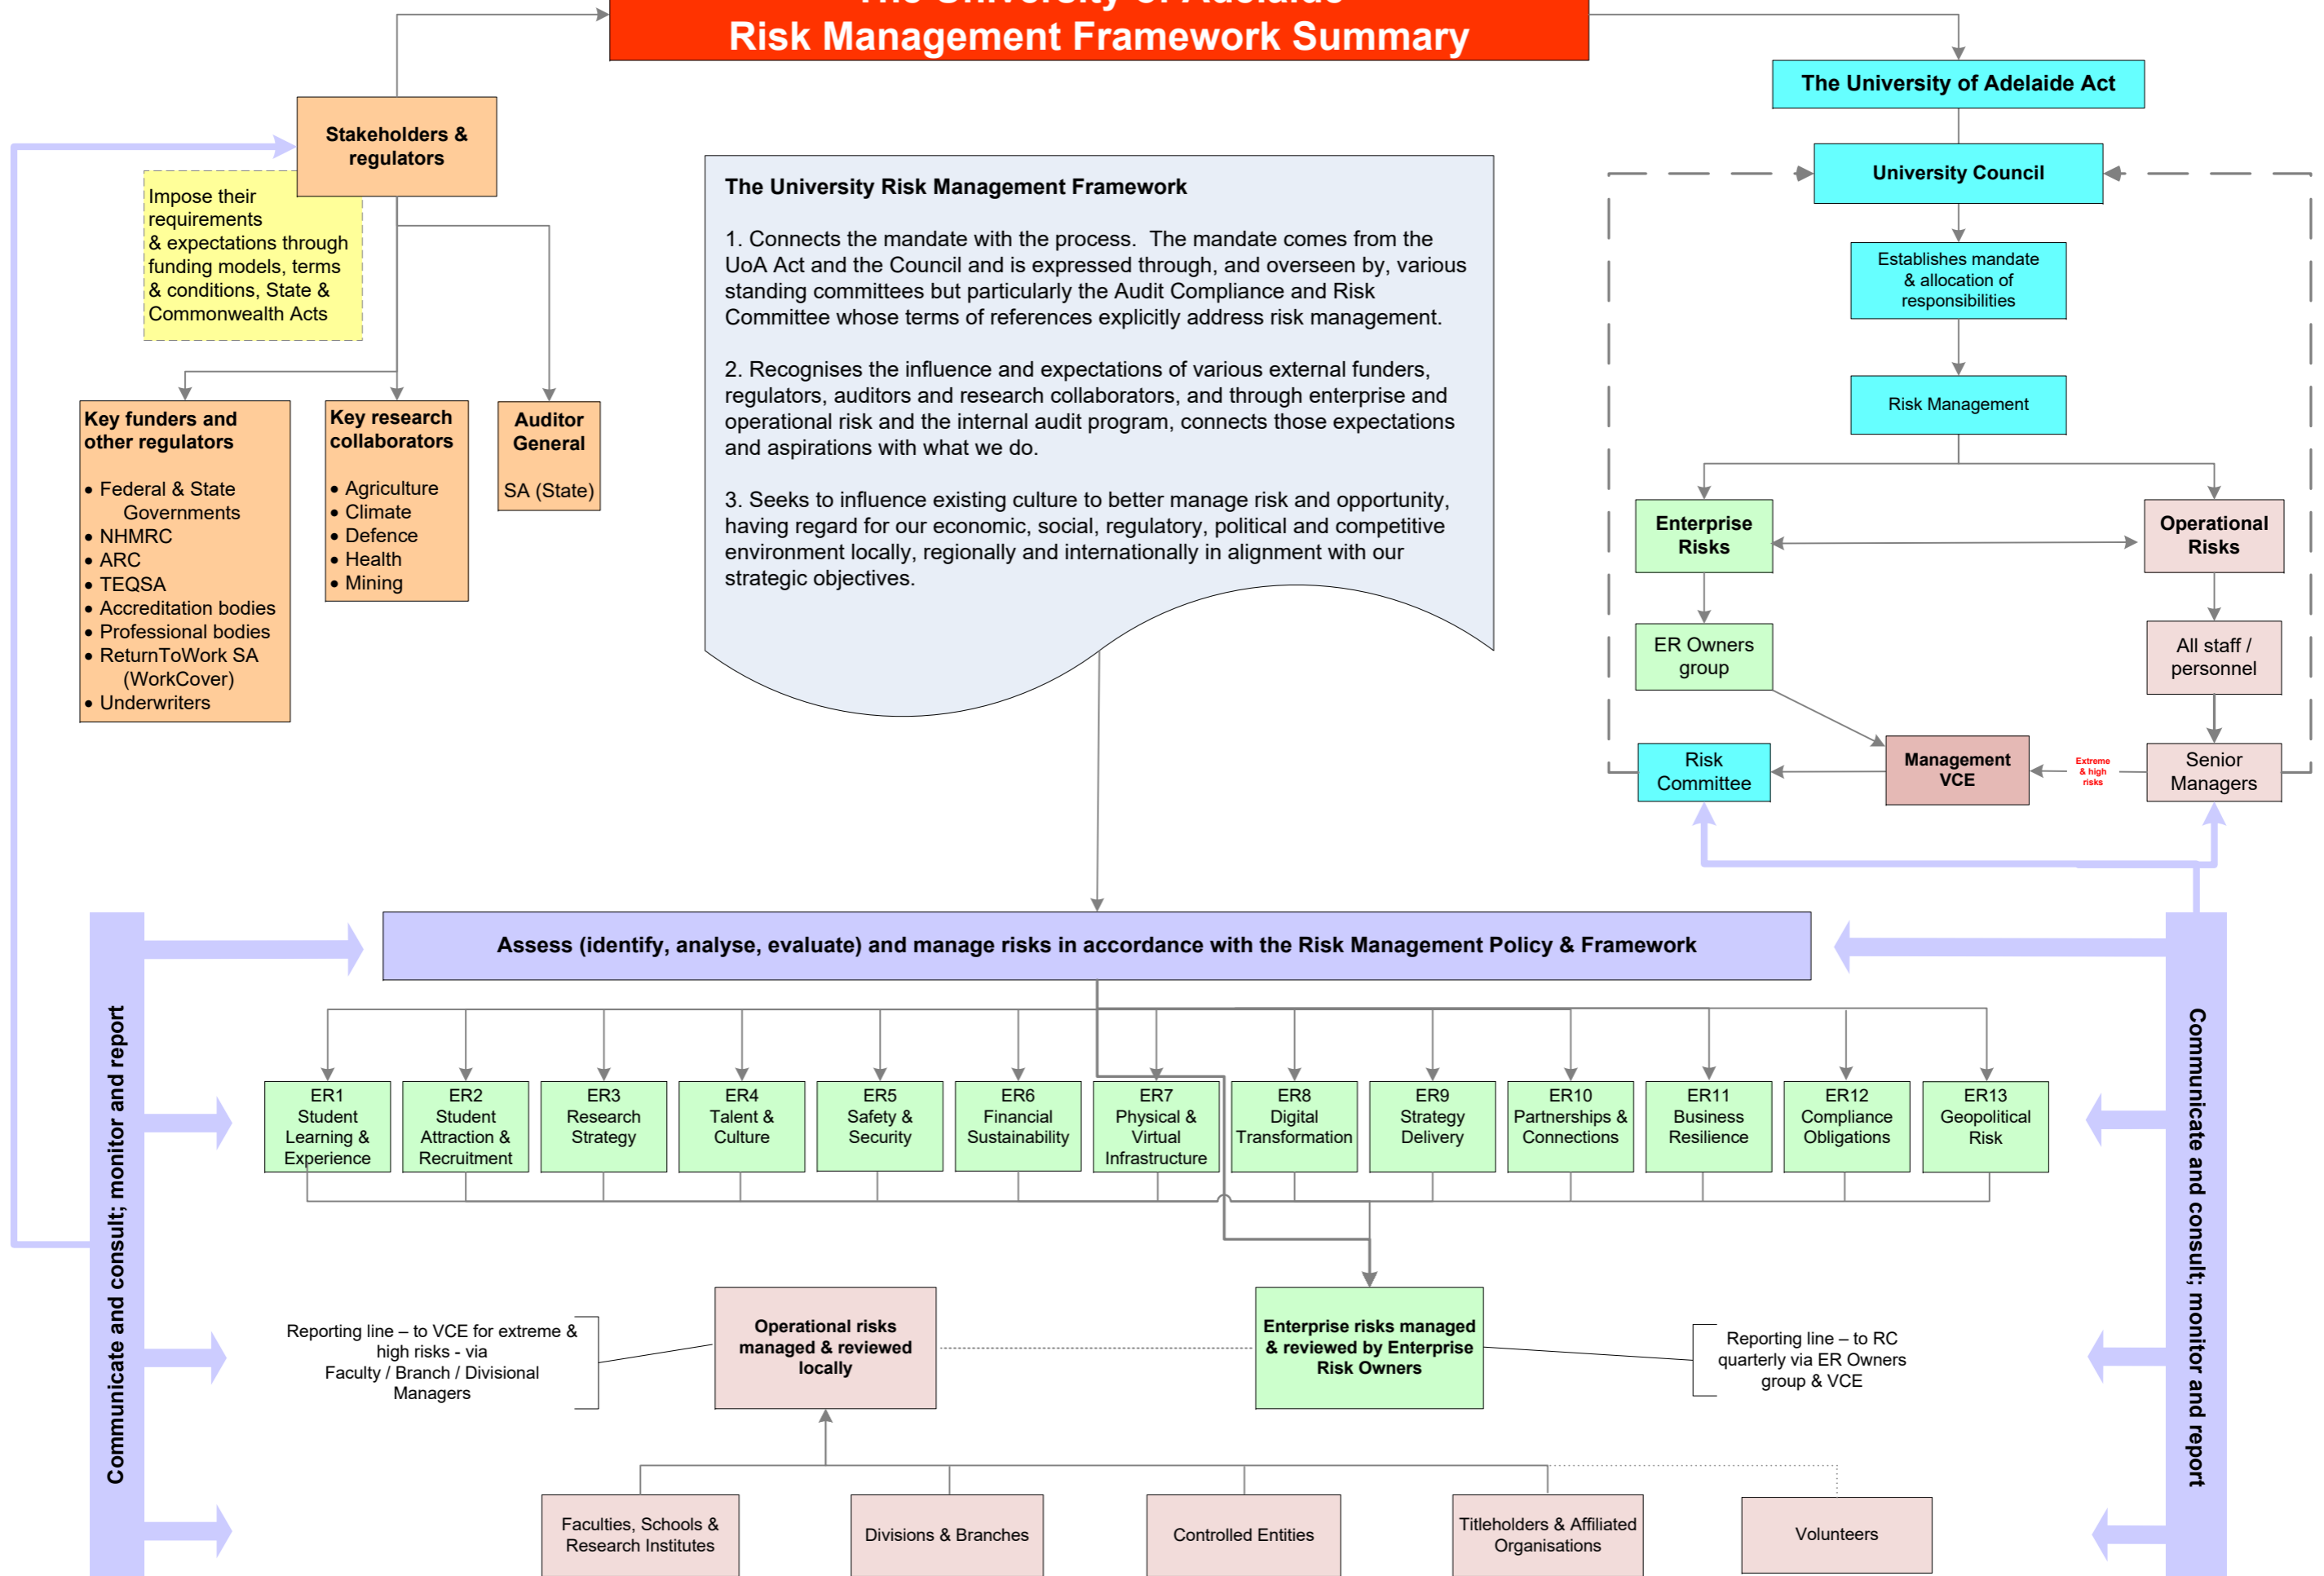 The University of Adelaide
Risk Management Framework Summary
The University of Adelaide Act
Stakeholders &
regulators
University Council
Impose their
requirements
& expectations through
funding models, terms
& conditions, State &
Commonwealth Acts
The University Risk Management Framework
1. Connects the mandate with the process. The mandate comes from the
UoA Act and the Council and is expressed through, and overseen by, various
standing committees but particularly the Audit Compliance and Risk
Committee whose terms of references explicitly address risk management.
2. Recognises the influence and expectations of various external funders,
regulators, auditors and research collaborators, and through enterprise and
operational risk and the internal audit program, connects those expectations
and aspirations with what we do.
3. Seeks to influence existing culture to better manage risk and opportunity,
having regard for our economic, social, regulatory, political and competitive
environment locally, regionally and internationally in alignment with our
strategic objectives.
Establishes mandate
& allocation of
responsibilities
Risk Management
Key funders and
other regulators
• Federal & State
Governments
• NHMRC
• ARC
• TEQSA
• Accreditation bodies
• Professional bodies
• ReturnToWork SA
(WorkCover)
• Underwriters
Key research
collaborators
• Agriculture
• Climate
• Defence
• Health
• Mining
Auditor
General
SA (State)
Enterprise
Risks
Operational
Risks
ER Owners
group
All staff /
personnel
Risk
Committee
Management
VCE
Extreme
& high
risks
Senior
Managers
Assess (identify, analyse, evaluate) and manage risks in accordance with the Risk Management Policy & Framework
Communicate and consult; monitor and report
ER1
Student
Learning &
Experience
ER2
Student
Attraction &
Recruitment
ER3
Research
Strategy
ER4
Talent &
Culture
ER5
Safety &
Security
ER6
Financial
Sustainability
ER7
Physical &
Virtual
Infrastructure
ER8
Digital
Transformation
ER9
Strategy
Delivery
ER10
Partnerships &
Connections
ER11
Business
Resilience
ER12
Compliance
Obligations
ER13
Geopolitical
Risk
Communicate and consult; monitor and report
Reporting line – to VCE for extreme &
high risks - via
Faculty / Branch / Divisional
Managers
Operational risks
managed & reviewed
locally
Enterprise risks managed
& reviewed by Enterprise
Risk Owners
Reporting line – to RC
quarterly via ER Owners
group & VCE
Faculties, Schools &
Research Institutes
Divisions & Branches
Controlled Entities
Titleholders & Affiliated
Organisations
Volunteers